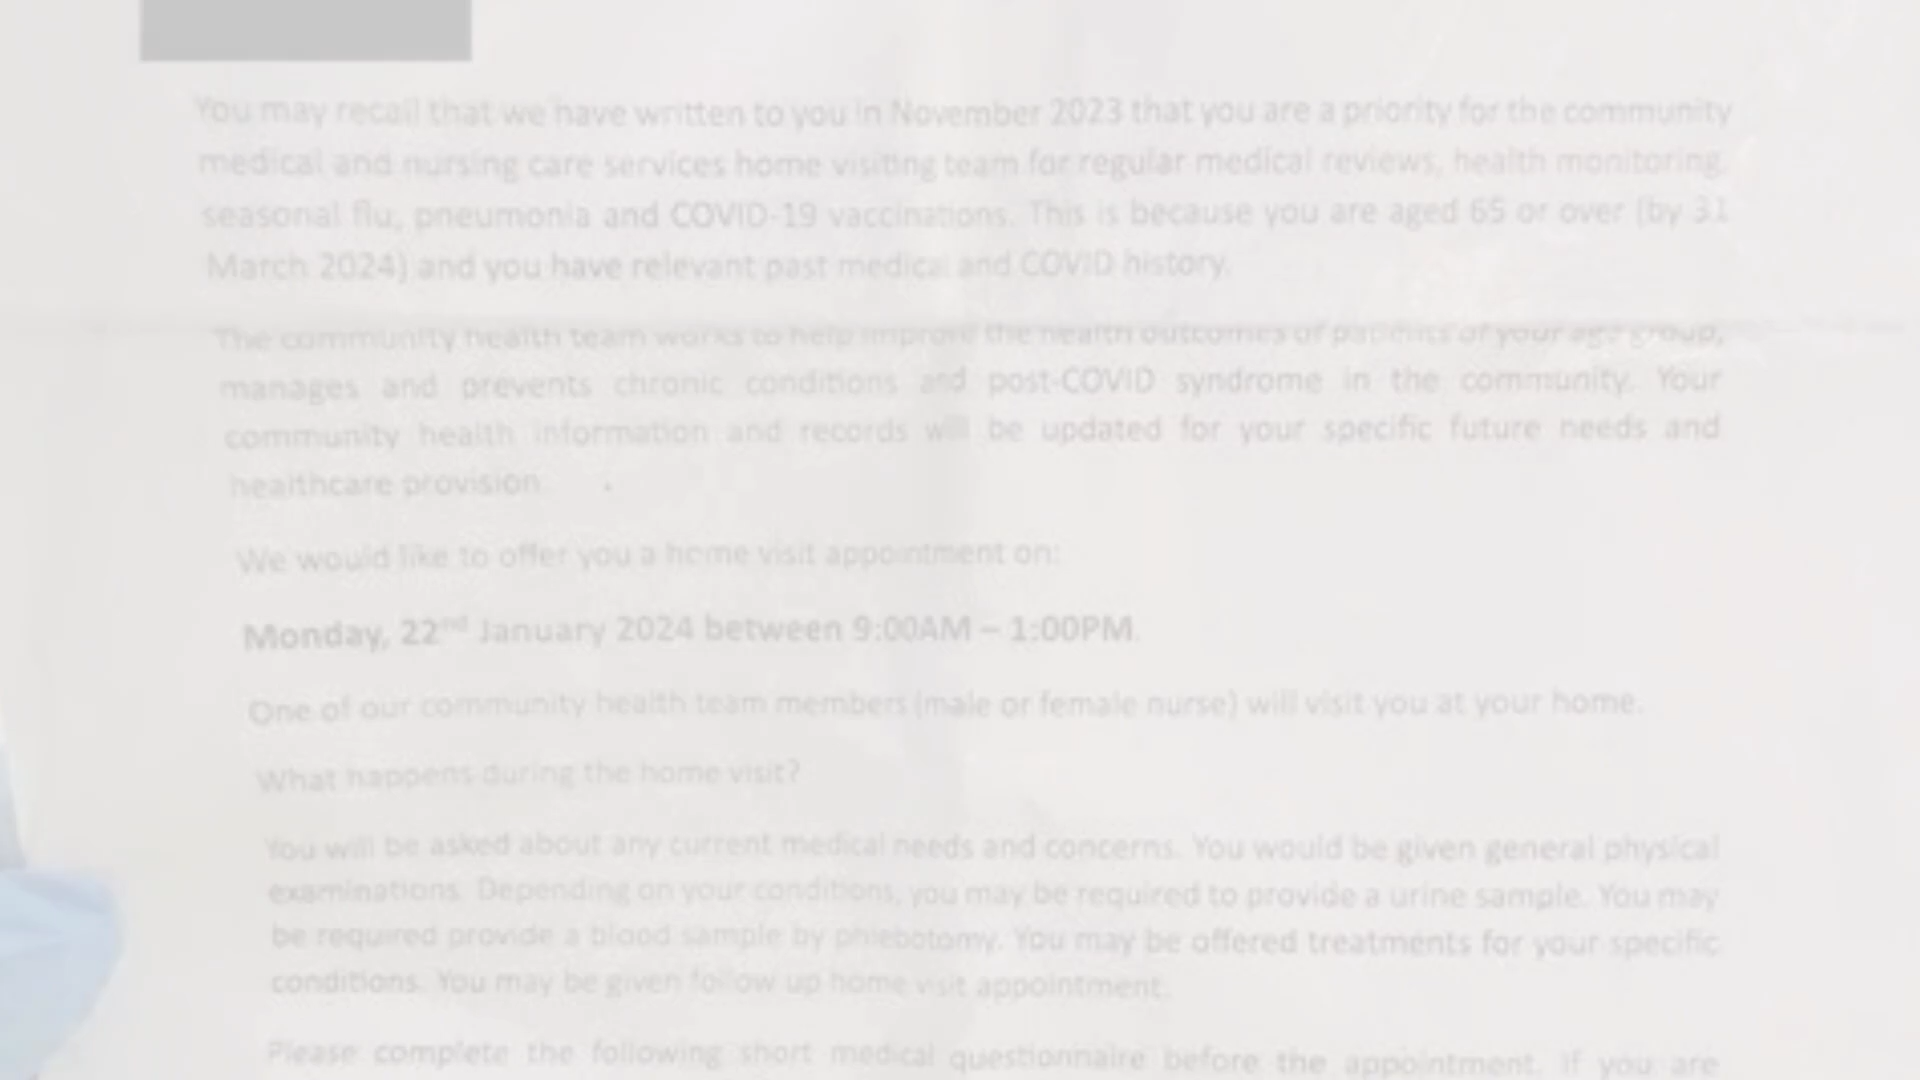 You may recall that we have written to you in November 2023 that you are a priority for the community
medical and nursing care services home visiting team for regular medical reviews, health monitoring,
seasonal flu, pneumonia and COVID-19 vaccinations. This is because you are aged 65 or over (by 31
March 2024) and you have relevant past medical and COVID history.
The community health team works to help improve the health outcomes of patients of your age group,
manages and prevents chronic conditions and post-COVID syndrome in the community. Your
community health information and records will be updated for your specific future needs and
healthcare provision.
We would like to offer you a home visit appointment on:
Monday, 22nd January 2024 between 9:00AM – 1:00PM.
One of our community health team members (male or female nurse) will visit you at your home.
What happens during the home visit?
You will be asked about any current medical needs and concerns. You would be given general physical
examinations. Depending on your conditions, you may be required to provide a urine sample. You may
be required provide a blood sample by phlebotomy. You may be offered treatments for your specific
conditions. You may be given follow up home visit appointment.
Please complete the following short medical questionnaire before the appointment. If you are